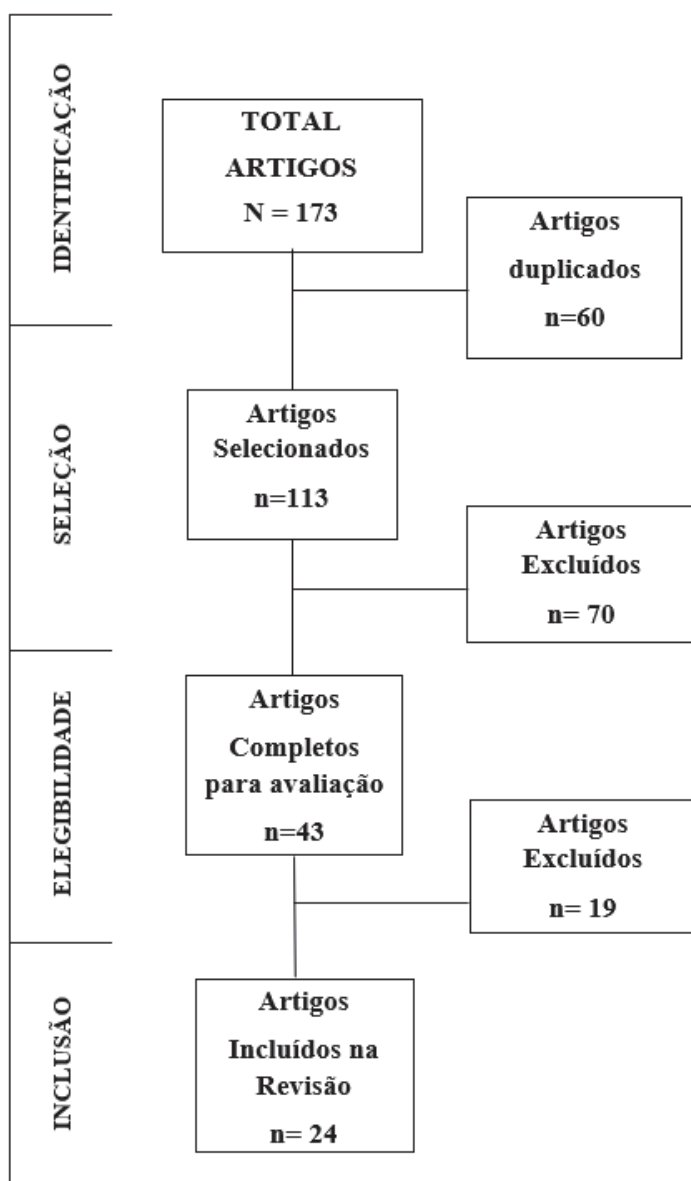 IDENTIFICAÇÃO
TOTAL
ARTIGOS
N = 173
Artigos
duplicados
n=60
SELEÇÃO
Artigos
Selecionados
n=113
Artigos
Excluídos
n= 70
ELEGIBILIDADE
Artigos
Completos
para avaliação
n=43
Artigos
Excluídos
n= 19
INCLUSÃO
Artigos
Incluídos na
Revisão
n= 24